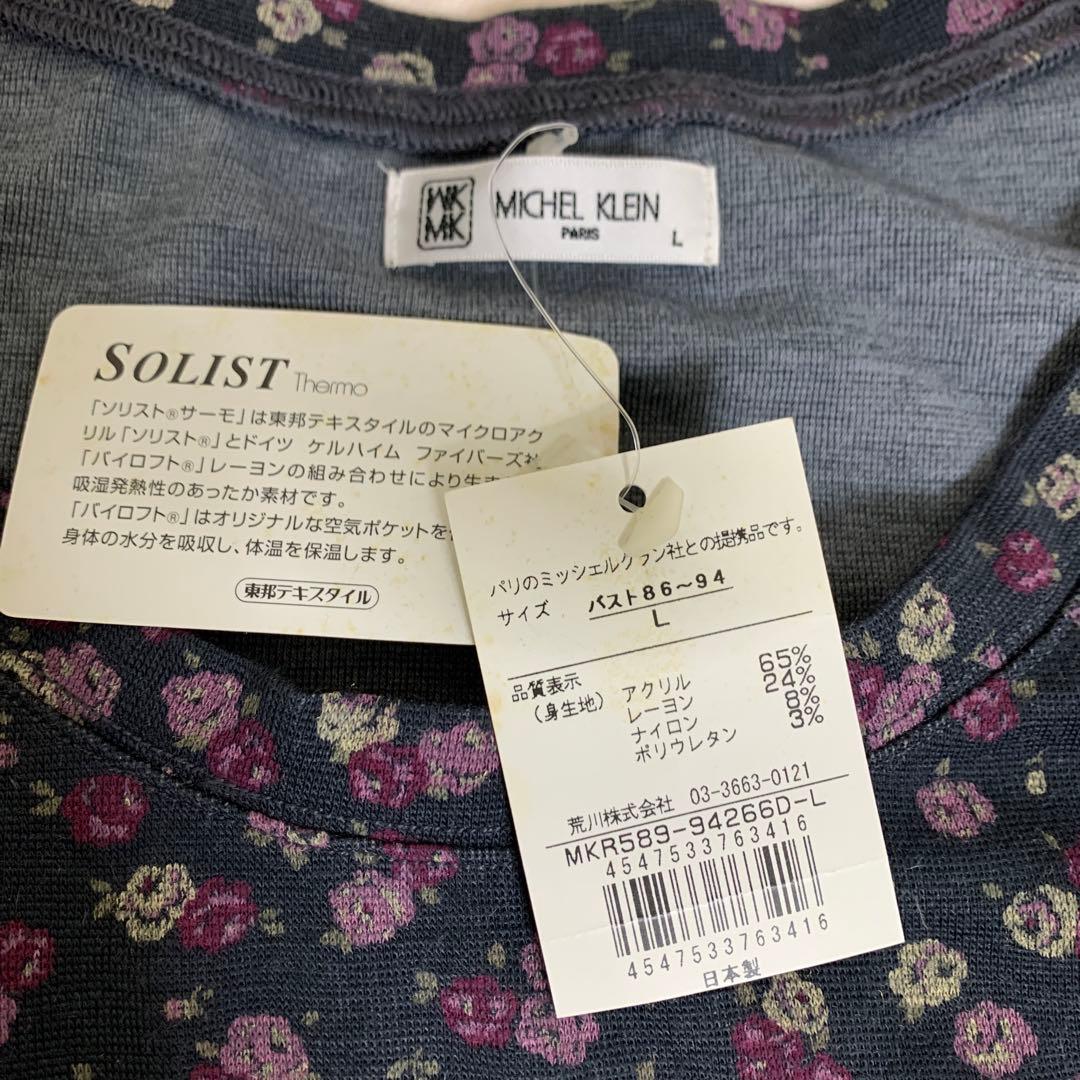 MK
MK
MICHEL KLEIN
PARIS
L
SOLIST Thermo
「ソリスト®サーモ」は東邦テキスタイルのマイクロアク
リル「ソリスト®」とドイツ ケルハイム ファイバーズ社
「バイロフト®」レーヨンの組み合わせにより生ま
吸湿発熱性のあったか素材です。
「バイロフト®」はオリジナルな空気ポケットを
身体の水分を吸収し、体温を保温します。
東邦テキスタイル
パリのミッシェルクラン社との提携品です。
サイズ バスト86〜94
L
品質表示
(身生地) アクリル 65%
レーヨン 24%
ナイロン 8%
ポリウレタン 3%
荒川株式会社 03-3663-0121
MKR589-94266D-L
4547533763416
4547533763416
日本製